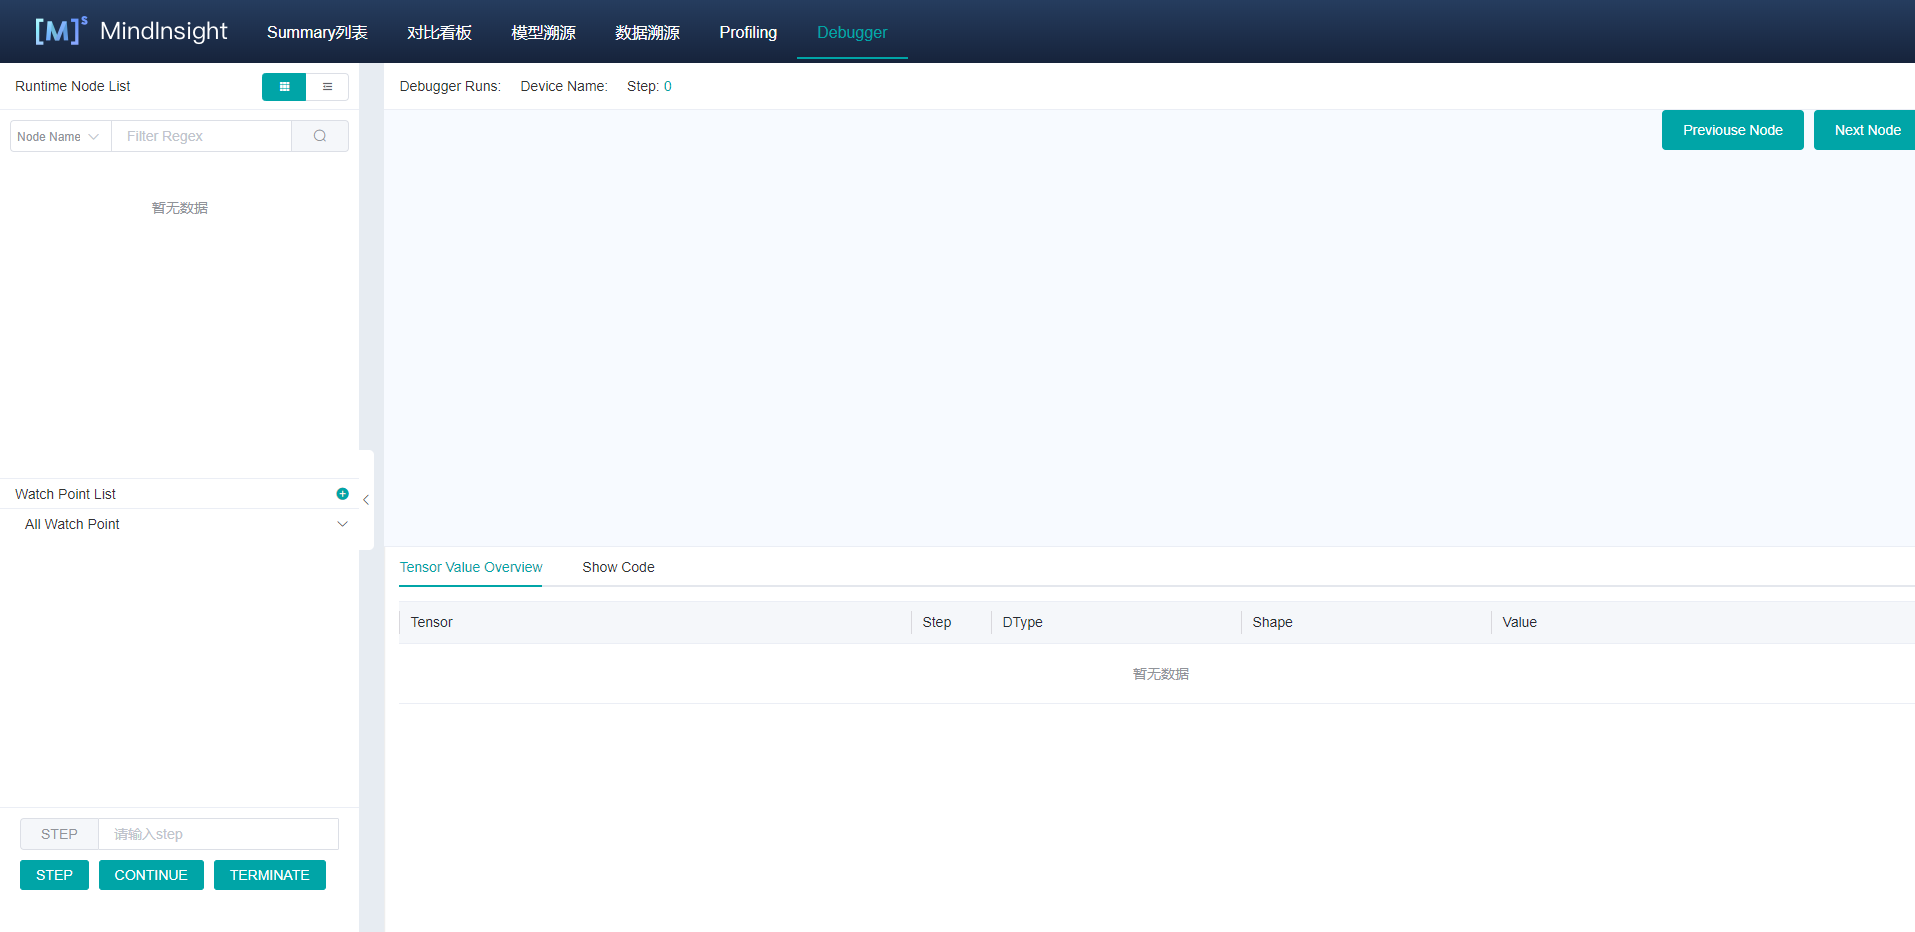 [M]s MindInsight Summary列表 对比看板 模型溯源 数据溯源 Profiling Debugger
Runtime Node List
Debugger Runs: Device Name: Step: 0
Node Name Filter Regex
Previouse Node Next Node
暂无数据
Watch Point List
All Watch Point
Tensor Value Overview Show Code
Tensor Step DType Shape Value
暂无数据
STEP 请输入step
STEP CONTINUE TERMINATE